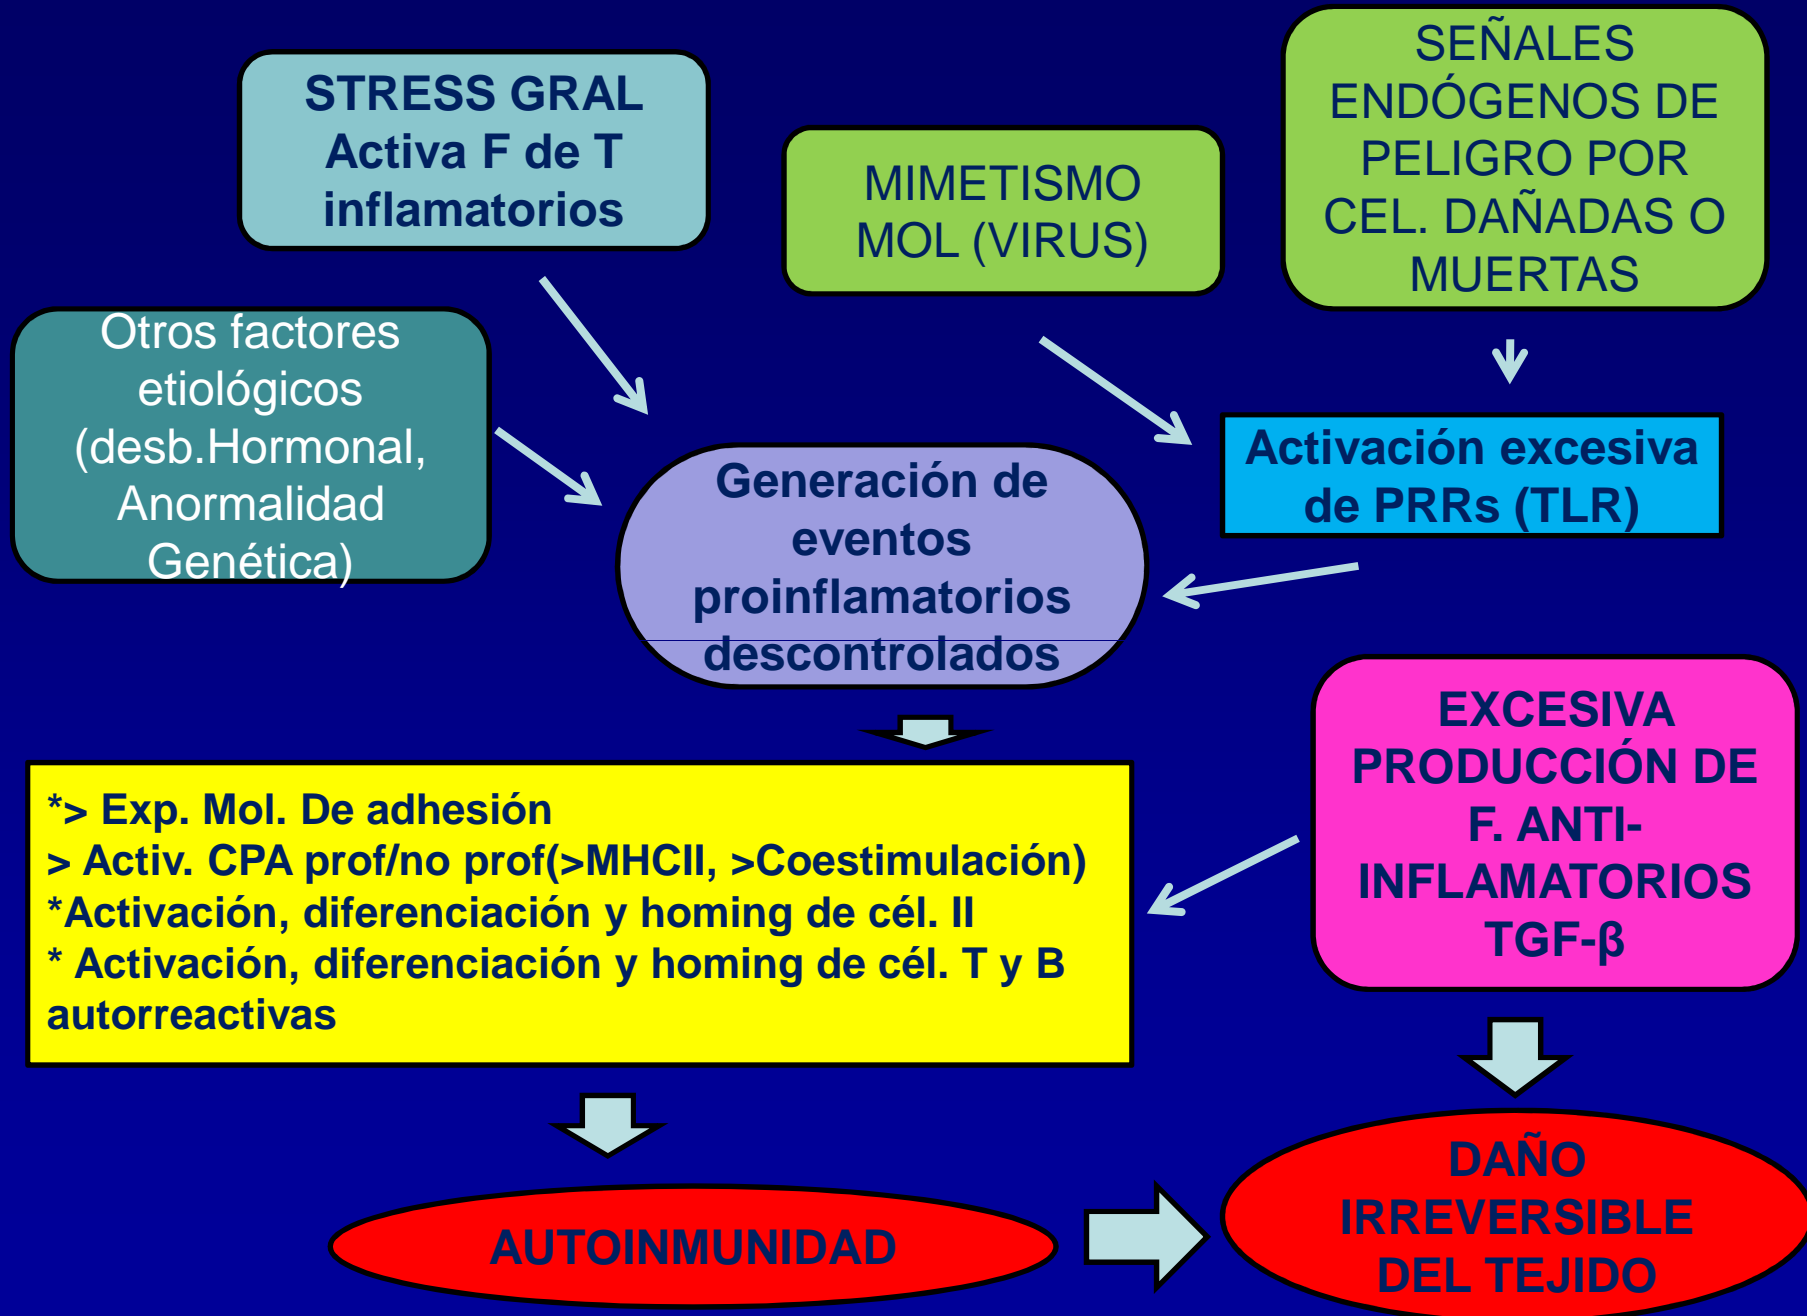 STRESS GRAL
Activa F de T
inflamatorios
MIMETISMO
MOL (VIRUS)
SEÑALES
ENDÓGENOS DE
PELIGRO POR
CEL. DAÑADAS O
MUERTAS
Otros factores
etiológicos
(desb.Hormonal,
Anormalidad
Genética)
Generación de
eventos
proinflamatorios
descontrolados
Activación excesiva
de PRRs (TLR)
*> Exp. Mol. De adhesión
> Activ. CPA prof/no prof(>MHCII, >Coestimulación)
*Activación, diferenciación y homing de cél. II
* Activación, diferenciación y homing de cél. T y B
autorreactivas
EXCESIVA
PRODUCCIÓN DE
F. ANTI-
INFLAMATORIOS
TGF-β
AUTOINMUNIDAD
DAÑO
IRREVERSIBLE
DEL TEJIDO